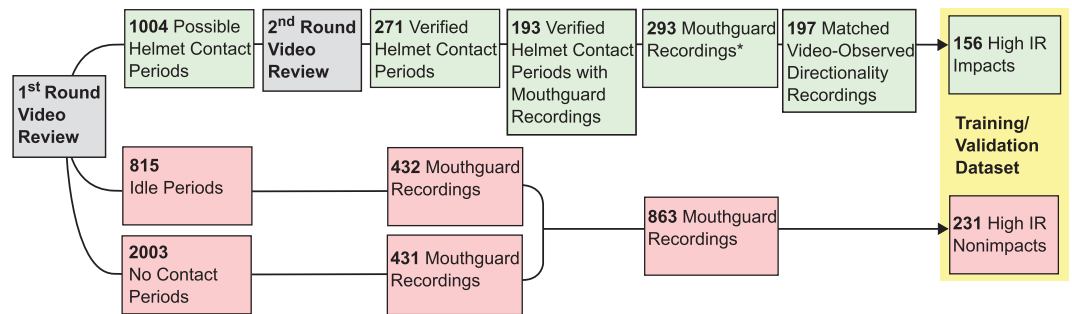 1st Round
Video
Review
1004 Possible
Helmet Contact
Periods
2nd Round
Video
Review
271 Verified
Helmet Contact
Periods
193 Verified
Helmet Contact
Periods with
Mouthguard
Recordings
293 Mouthguard
Recordings*
197 Matched
Video-Observed
Directionality
Recordings
156 High IR
Impacts
Training/
Validation
Dataset
815
Idle Periods
432 Mouthguard
Recordings
863 Mouthguard
Recordings
231 High IR
Nonimpacts
2003
No Contact
Periods
431 Mouthguard
Recordings